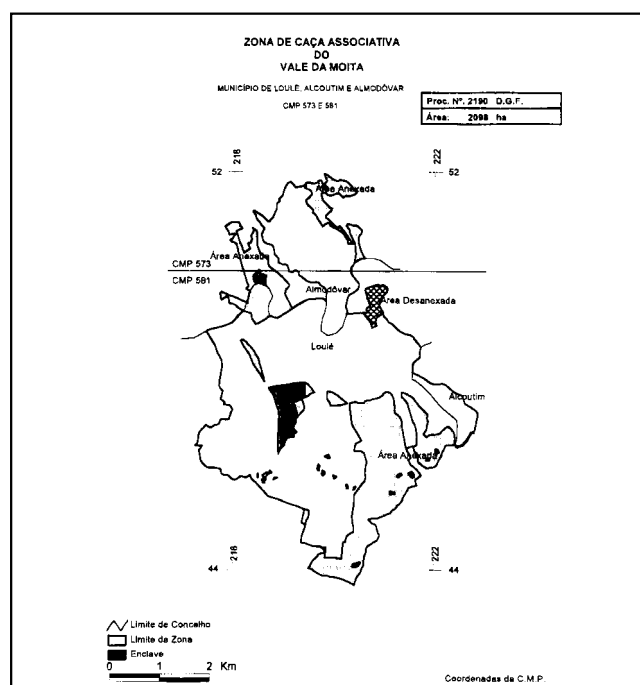 ZONA DE CAÇA ASSOCIATIVA
DO
VALE DA MOITA
MUNICÍPIO DE LOULÉ, ALCOUTIM E ALMODÔVAR
CMP 573 E 581
Proc. Nº. 2190 D.G.F.
Área: 2098 ha
218
222
52
52
Área Anexada
Área Anexada
CMP 573
CMP 581
Almodôvar
Área Desanexada
Loulé
Alcoutim
Área Anexada
218
222
44
44
Limite de Concelho
Limite da Zona
Enclave
0 1 2 Km
Coordenadas da C.M.P.